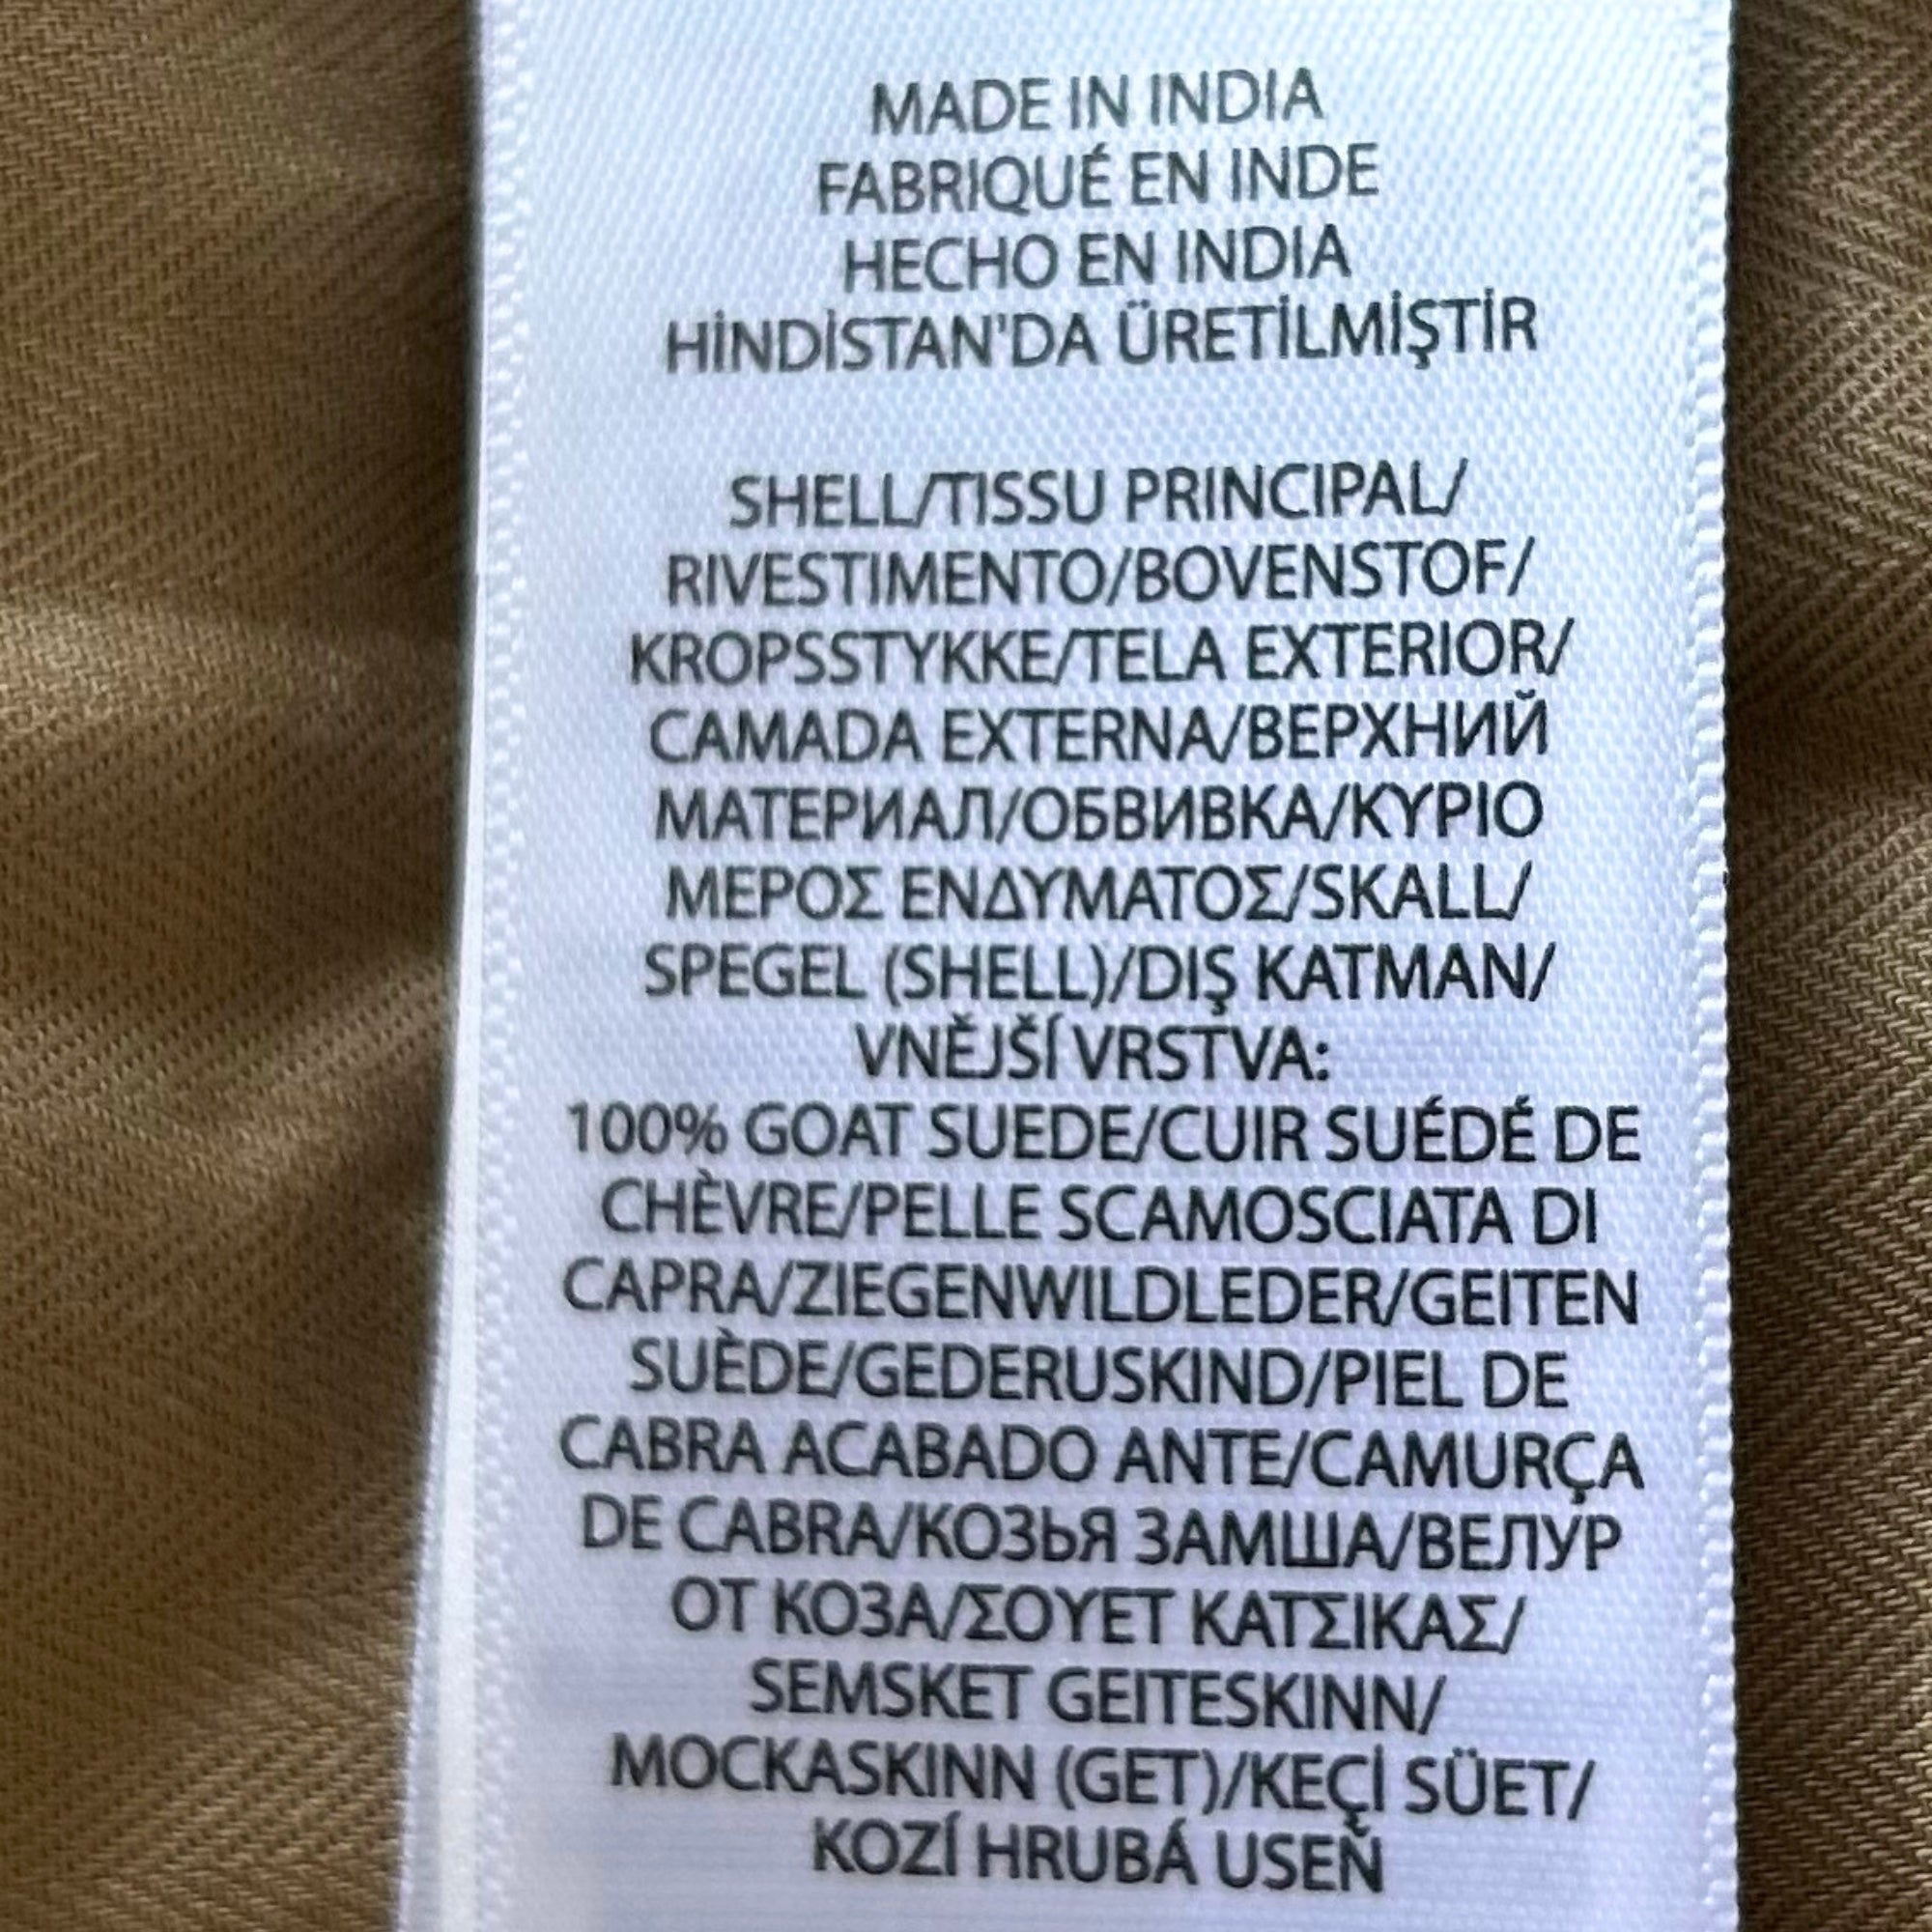 MADE IN INDIA
FABRIQUÉ EN INDE
HECHO EN INDIA
HİNDİSTAN'DA ÜRETİLMİŞTİR
SHELL/TISSU PRINCIPAL/
RIVESTIMENTO/BOVENSTOF/
KROPSSTYKKE/TELA EXTERIOR/
CAMADA EXTERNA/ВЕРХНИЙ
МАТЕРИАЛ/ОБВИВКА/ΚΥΡΙΟ
ΜΕΡΟΣ ΕΝΔΥΜΑΤΟΣ/SKALL/
SPEGEL (SHELL)/DIŞ KATMAN/
VNĚJŠÍ VRSTVA:
100% GOAT SUEDE/CUIR SUÉDÉ DE
CHÈVRE/PELLE SCAMOSCIATA DI
CAPRA/ZIEGENWILDLEDER/GEITEN
SUÈDE/GEDERUSKIND/PIEL DE
CABRA ACABADO ANTE/CAMURÇA
DE CABRA/КОЗЬЯ ЗАМША/ВЕЛУР
ОТ КОЗА/ΣΟΥΕΤ ΚΑΤΣΙΚΑΣ/
SEMSKET GEITESKINN/
MOCKASKINN (GET)/KEÇİ SÜET/
KOZÍ HRUBÁ USEŇ